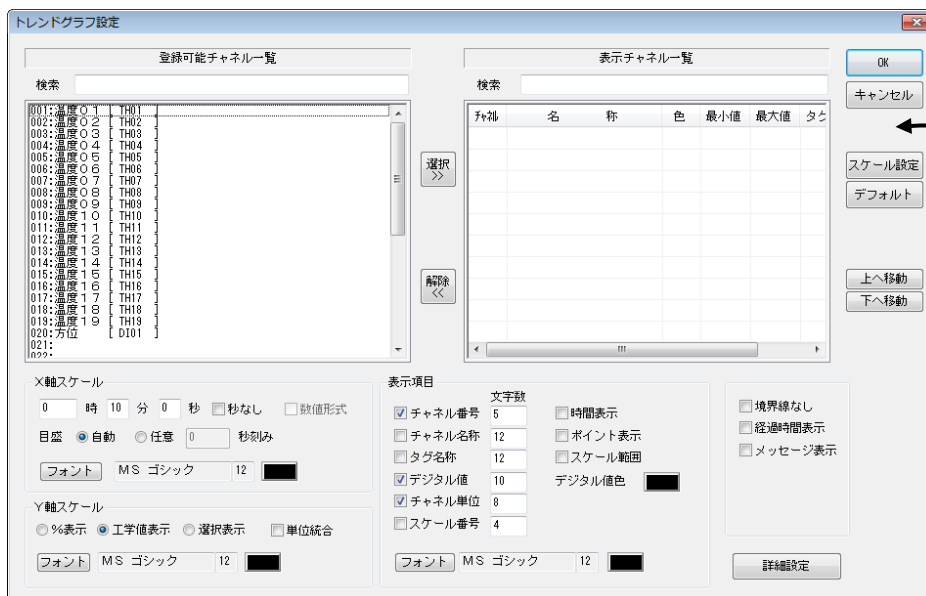 トレンドグラフ設定
登録可能チャネル一覧
検索
001:温度01 [ TH01 ]
002:温度02 [ TH02 ]
003:温度03 [ TH03 ]
004:温度04 [ TH04 ]
005:温度05 [ TH05 ]
006:温度06 [ TH06 ]
007:温度07 [ TH07 ]
008:温度08 [ TH08 ]
009:温度09 [ TH09 ]
010:温度10 [ TH10 ]
011:温度11 [ TH11 ]
012:温度12 [ TH12 ]
013:温度13 [ TH13 ]
014:温度14 [ TH14 ]
015:温度15 [ TH15 ]
016:温度16 [ TH16 ]
017:温度17 [ TH17 ]
018:温度18 [ TH18 ]
019:温度19 [ TH19 ]
020:方位 [ DI01 ]
021:
022:
選択
>>
解除
<<
表示チャネル一覧
検索
ﾁｬﾈﾙ 名 称 色 最小値 最大値 タグ
OK
キャンセル
スケール設定
デフォルト
上へ移動
下へ移動
X軸スケール
0 時 10 分 0 秒 秒なし 数値形式
目盛 自動 任意 0 秒刻み
フォント MS ゴシック 12
Y軸スケール
%表示 工学値表示 選択表示 単位統合
フォント MS ゴシック 12
表示項目
文字数
チャネル番号 5 時間表示
チャネル名称 12 ポイント表示
タグ名称 12 スケール範囲
デジタル値 10 デジタル値色
チャネル単位 8
スケール番号 4
フォント MS ゴシック 12
境界線なし
経過時間表示
メッセージ表示
詳細設定